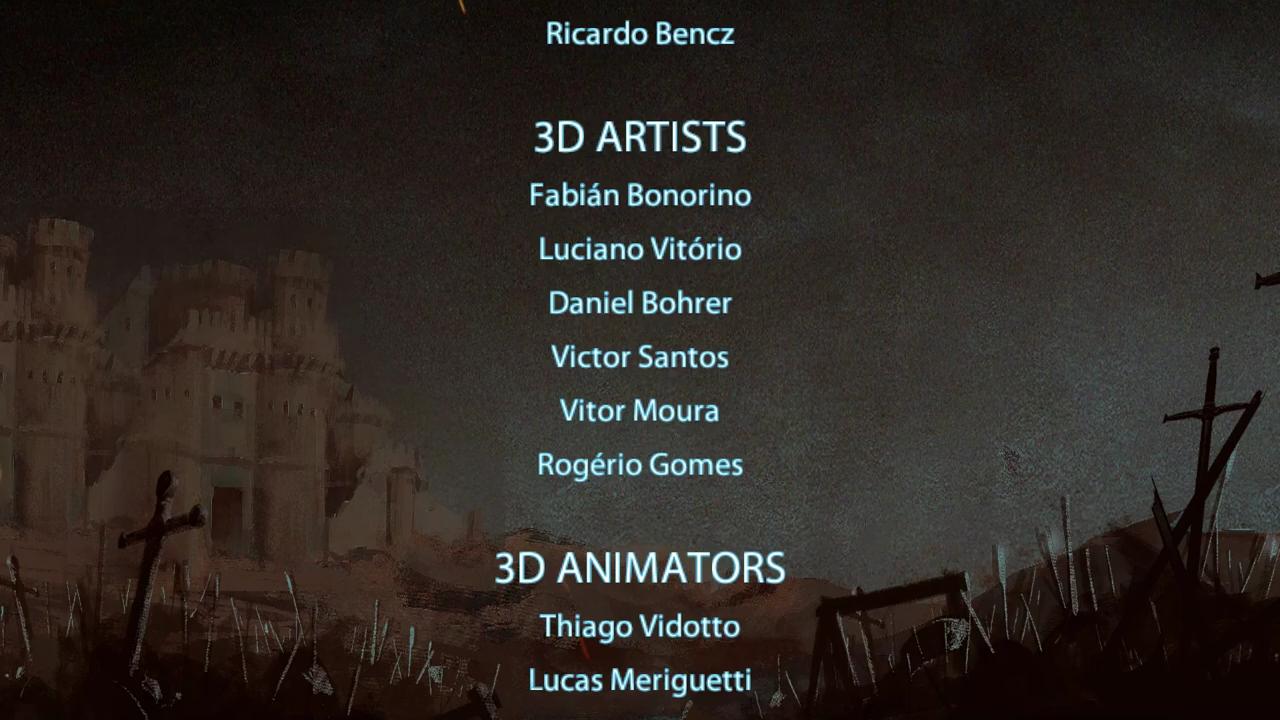 Ricardo Bencz
3D ARTISTS
Fabián Bonorino
Luciano Vitório
Daniel Bohrer
Victor Santos
Vitor Moura
Rogério Gomes
3D ANIMATORS
Thiago Vidotto
Lucas Meriguetti